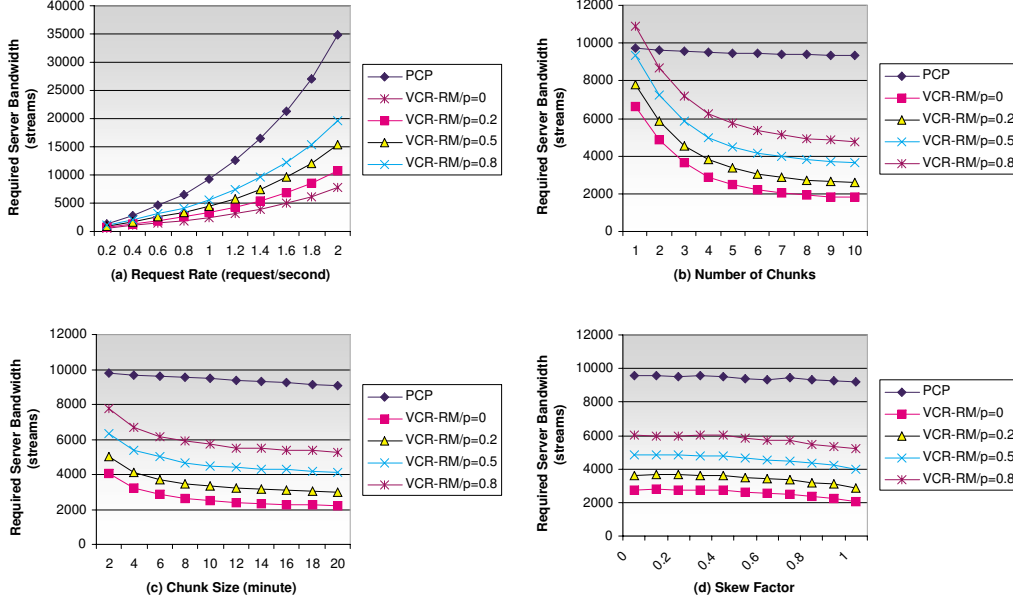 Required Server Bandwidth
(streams)
40000
35000
30000
25000
20000
15000
10000
5000
0
0.2 0.4 0.6 0.8 1 1.2 1.4 1.6 1.8 2
(a) Request Rate (request/second)
PCP
VCR-RM/p=0
VCR-RM/p=0.2
VCR-RM/p=0.5
VCR-RM/p=0.8
Required Server Bandwidth
(streams)
12000
10000
8000
6000
4000
2000
0
1 2 3 4 5 6 7 8 9 10
(b) Number of Chunks
PCP
VCR-RM/p=0
VCR-RM/p=0.2
VCR-RM/p=0.5
VCR-RM/p=0.8
Required Server Bandwidth
(streams)
12000
10000
8000
6000
4000
2000
0
2 4 6 8 10 12 14 16 18 20
(c) Chunk Size (minute)
PCP
VCR-RM/p=0
VCR-RM/p=0.2
VCR-RM/p=0.5
VCR-RM/p=0.8
Required Server Bandwidth
(streams)
12000
10000
8000
6000
4000
2000
0
0 0.2 0.4 0.6 0.8 1
(d) Skew Factor
PCP
VCR-RM/p=0
VCR-RM/p=0.2
VCR-RM/p=0.5
VCR-RM/p=0.8